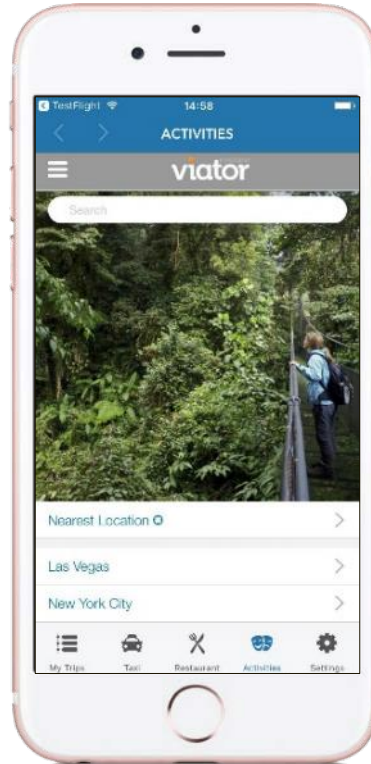 TestFlight 14:58
ACTIVITIES
viator
Search
Nearest Location
Las Vegas
New York City
My Trips Taxi Restaurant Activities Settings